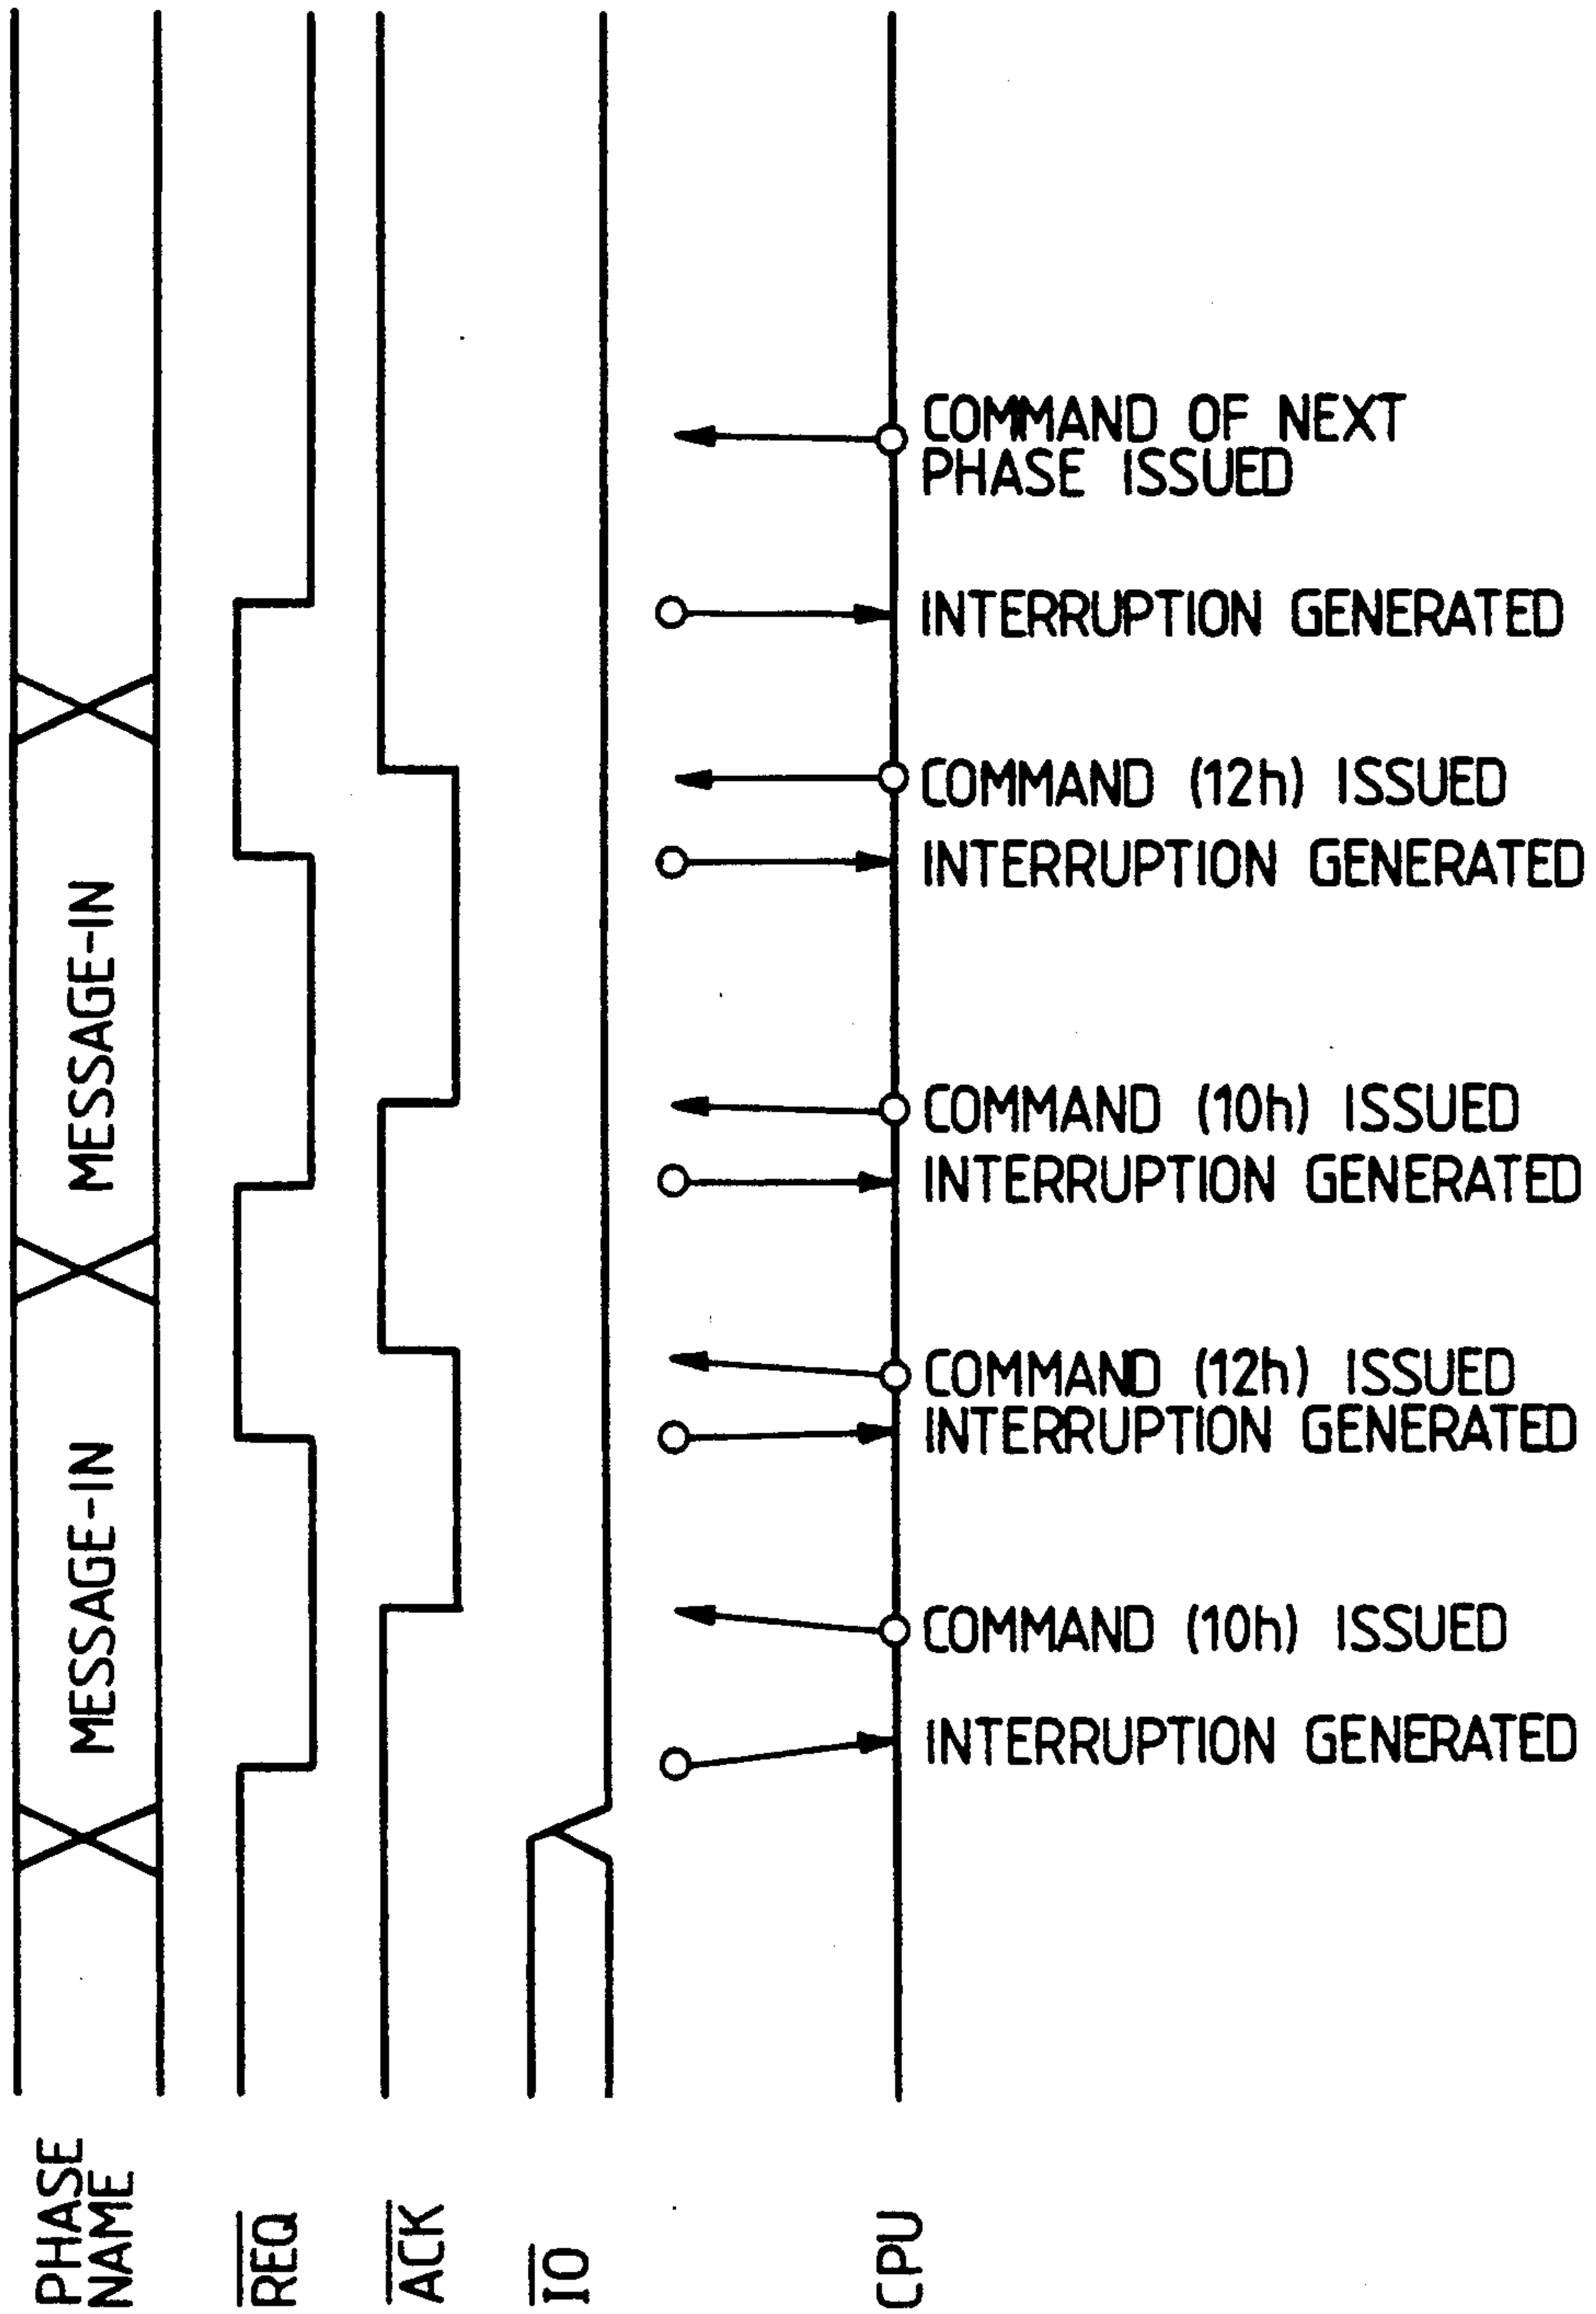 PHASE
NAME
MESSAGE-IN
MESSAGE-IN
REQ
ACK
IO
CPU
COMMAND OF NEXT
PHASE ISSUED
INTERRUPTION GENERATED
COMMAND (12h) ISSUED
INTERRUPTION GENERATED
COMMAND (10h) ISSUED
INTERRUPTION GENERATED
COMMAND (12h) ISSUED
INTERRUPTION GENERATED
COMMAND (10h) ISSUED
INTERRUPTION GENERATED